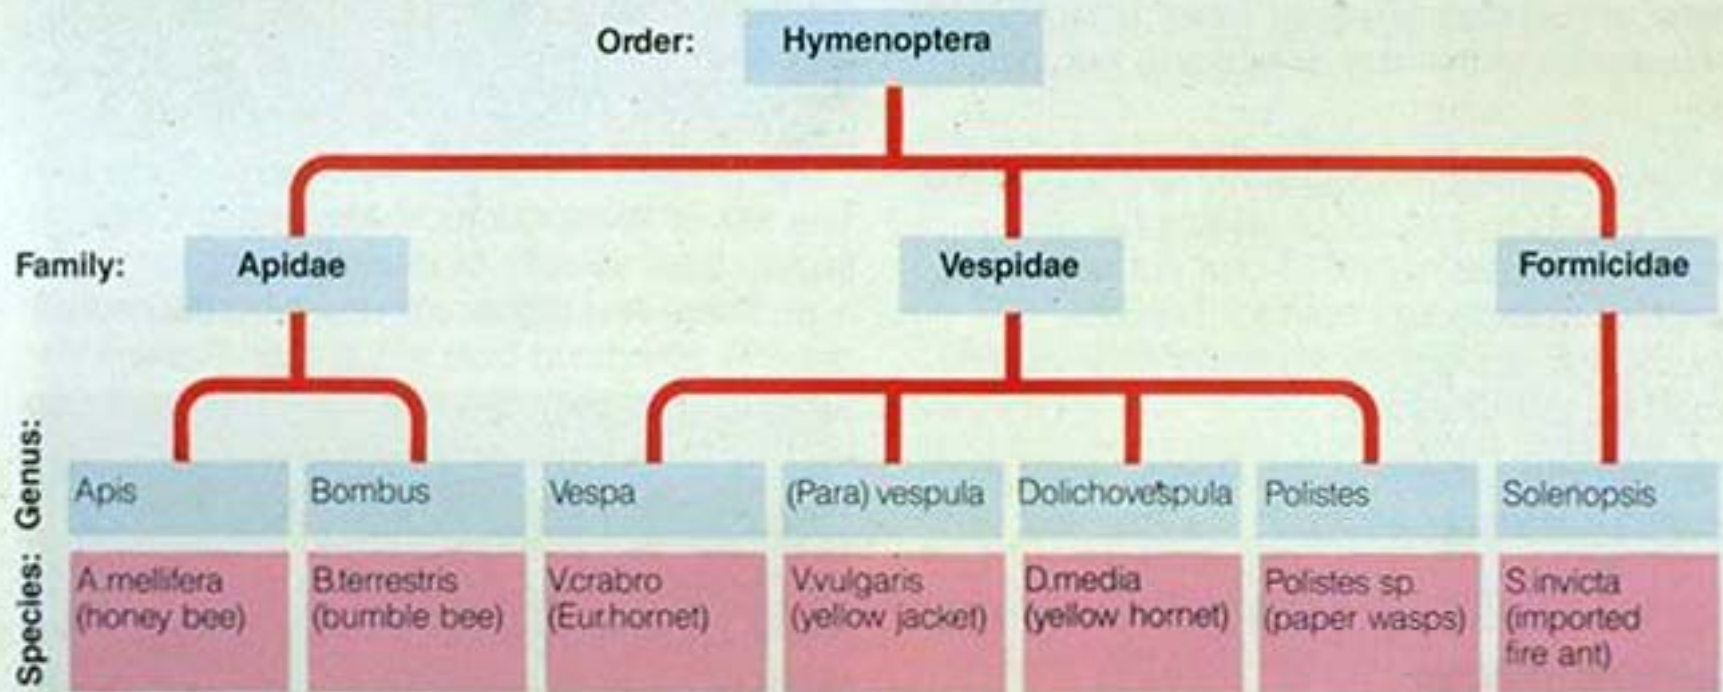 Order: Hymenoptera
Family: Apidae Vespidae Formicidae
Genus: Apis Bombus Vespa (Para) vespula Dolichovespula Polistes Solenopsis
Species:
A.mellifera
(honey bee)
B.terrestris
(bumble bee)
V.crabro
(Eur.hornet)
V.vulgaris
(yellow jacket)
D.media
(yellow hornet)
Polistes sp.
(paper wasps)
S.invicta
(imported
fire ant)